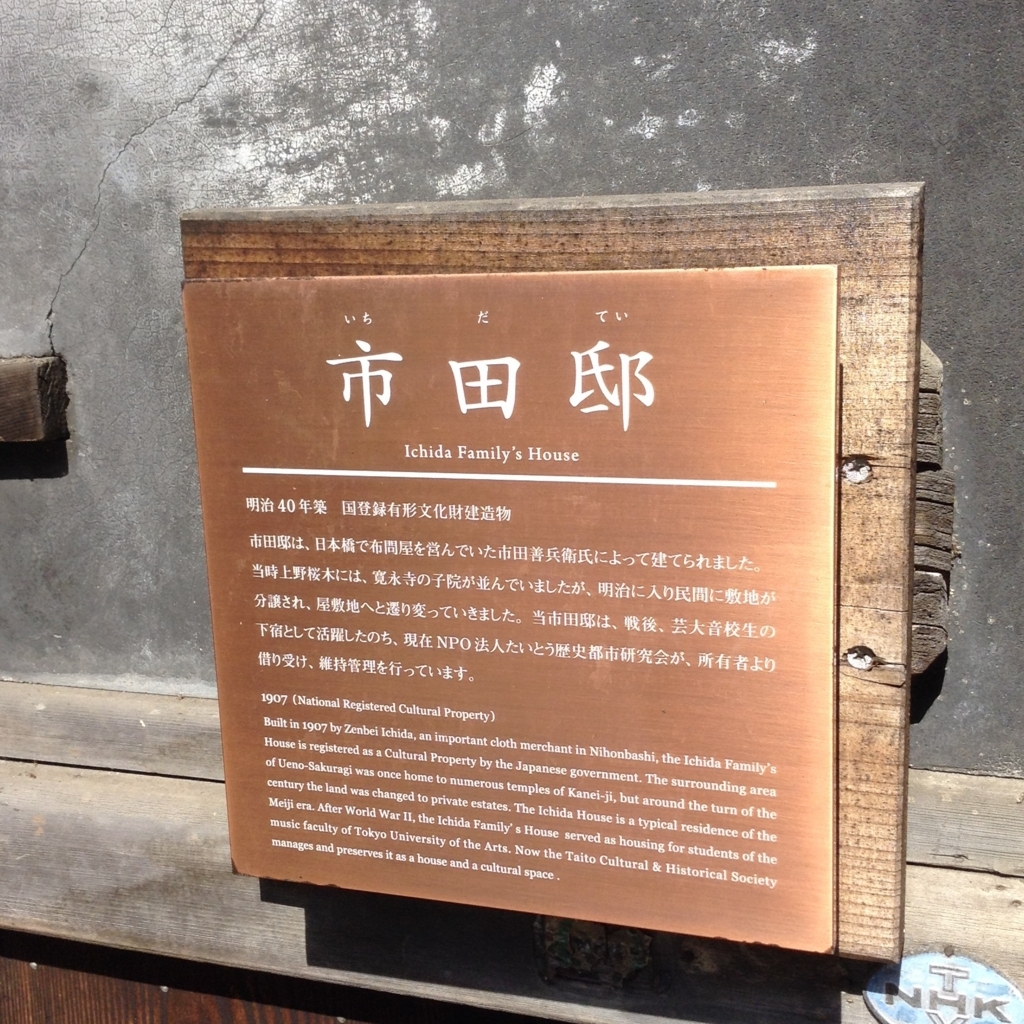 いち だ てい
市田邸
Ichida Family's House
明治40年築 国登録有形文化財建造物
市田邸は、日本橋で布問屋を営んでいた市田善兵衛氏によって建てられました。
当時上野桜木には、寛永寺の子院が並んでいましたが、明治に入り民間に敷地が
分譲され、屋敷地へと遷り変っていきました。当市田邸は、戦後、芸大音校生の
下宿として活躍したのち、現在NPO法人たいとう歴史都市研究会が、所有者より
借り受け、維持管理を行っています。
1907 (National Registered Cultural Property)
Built in 1907 by Zenbei Ichida, an important cloth merchant in Nihonbashi, the Ichida Family's
House is registered as a Cultural Property by the Japanese government. The surrounding area
of Ueno-Sakuragi was once home to numerous temples of Kanei-ji, but around the turn of the
century the land was changed to private estates. The Ichida House is a typical residence of the
Meiji era. After World War II, the Ichida Family's House served as housing for students of the
music faculty of Tokyo University of the Arts. Now the Taito Cultural & Historical Society
manages and preserves it as a house and a cultural space .
T
NHK
V